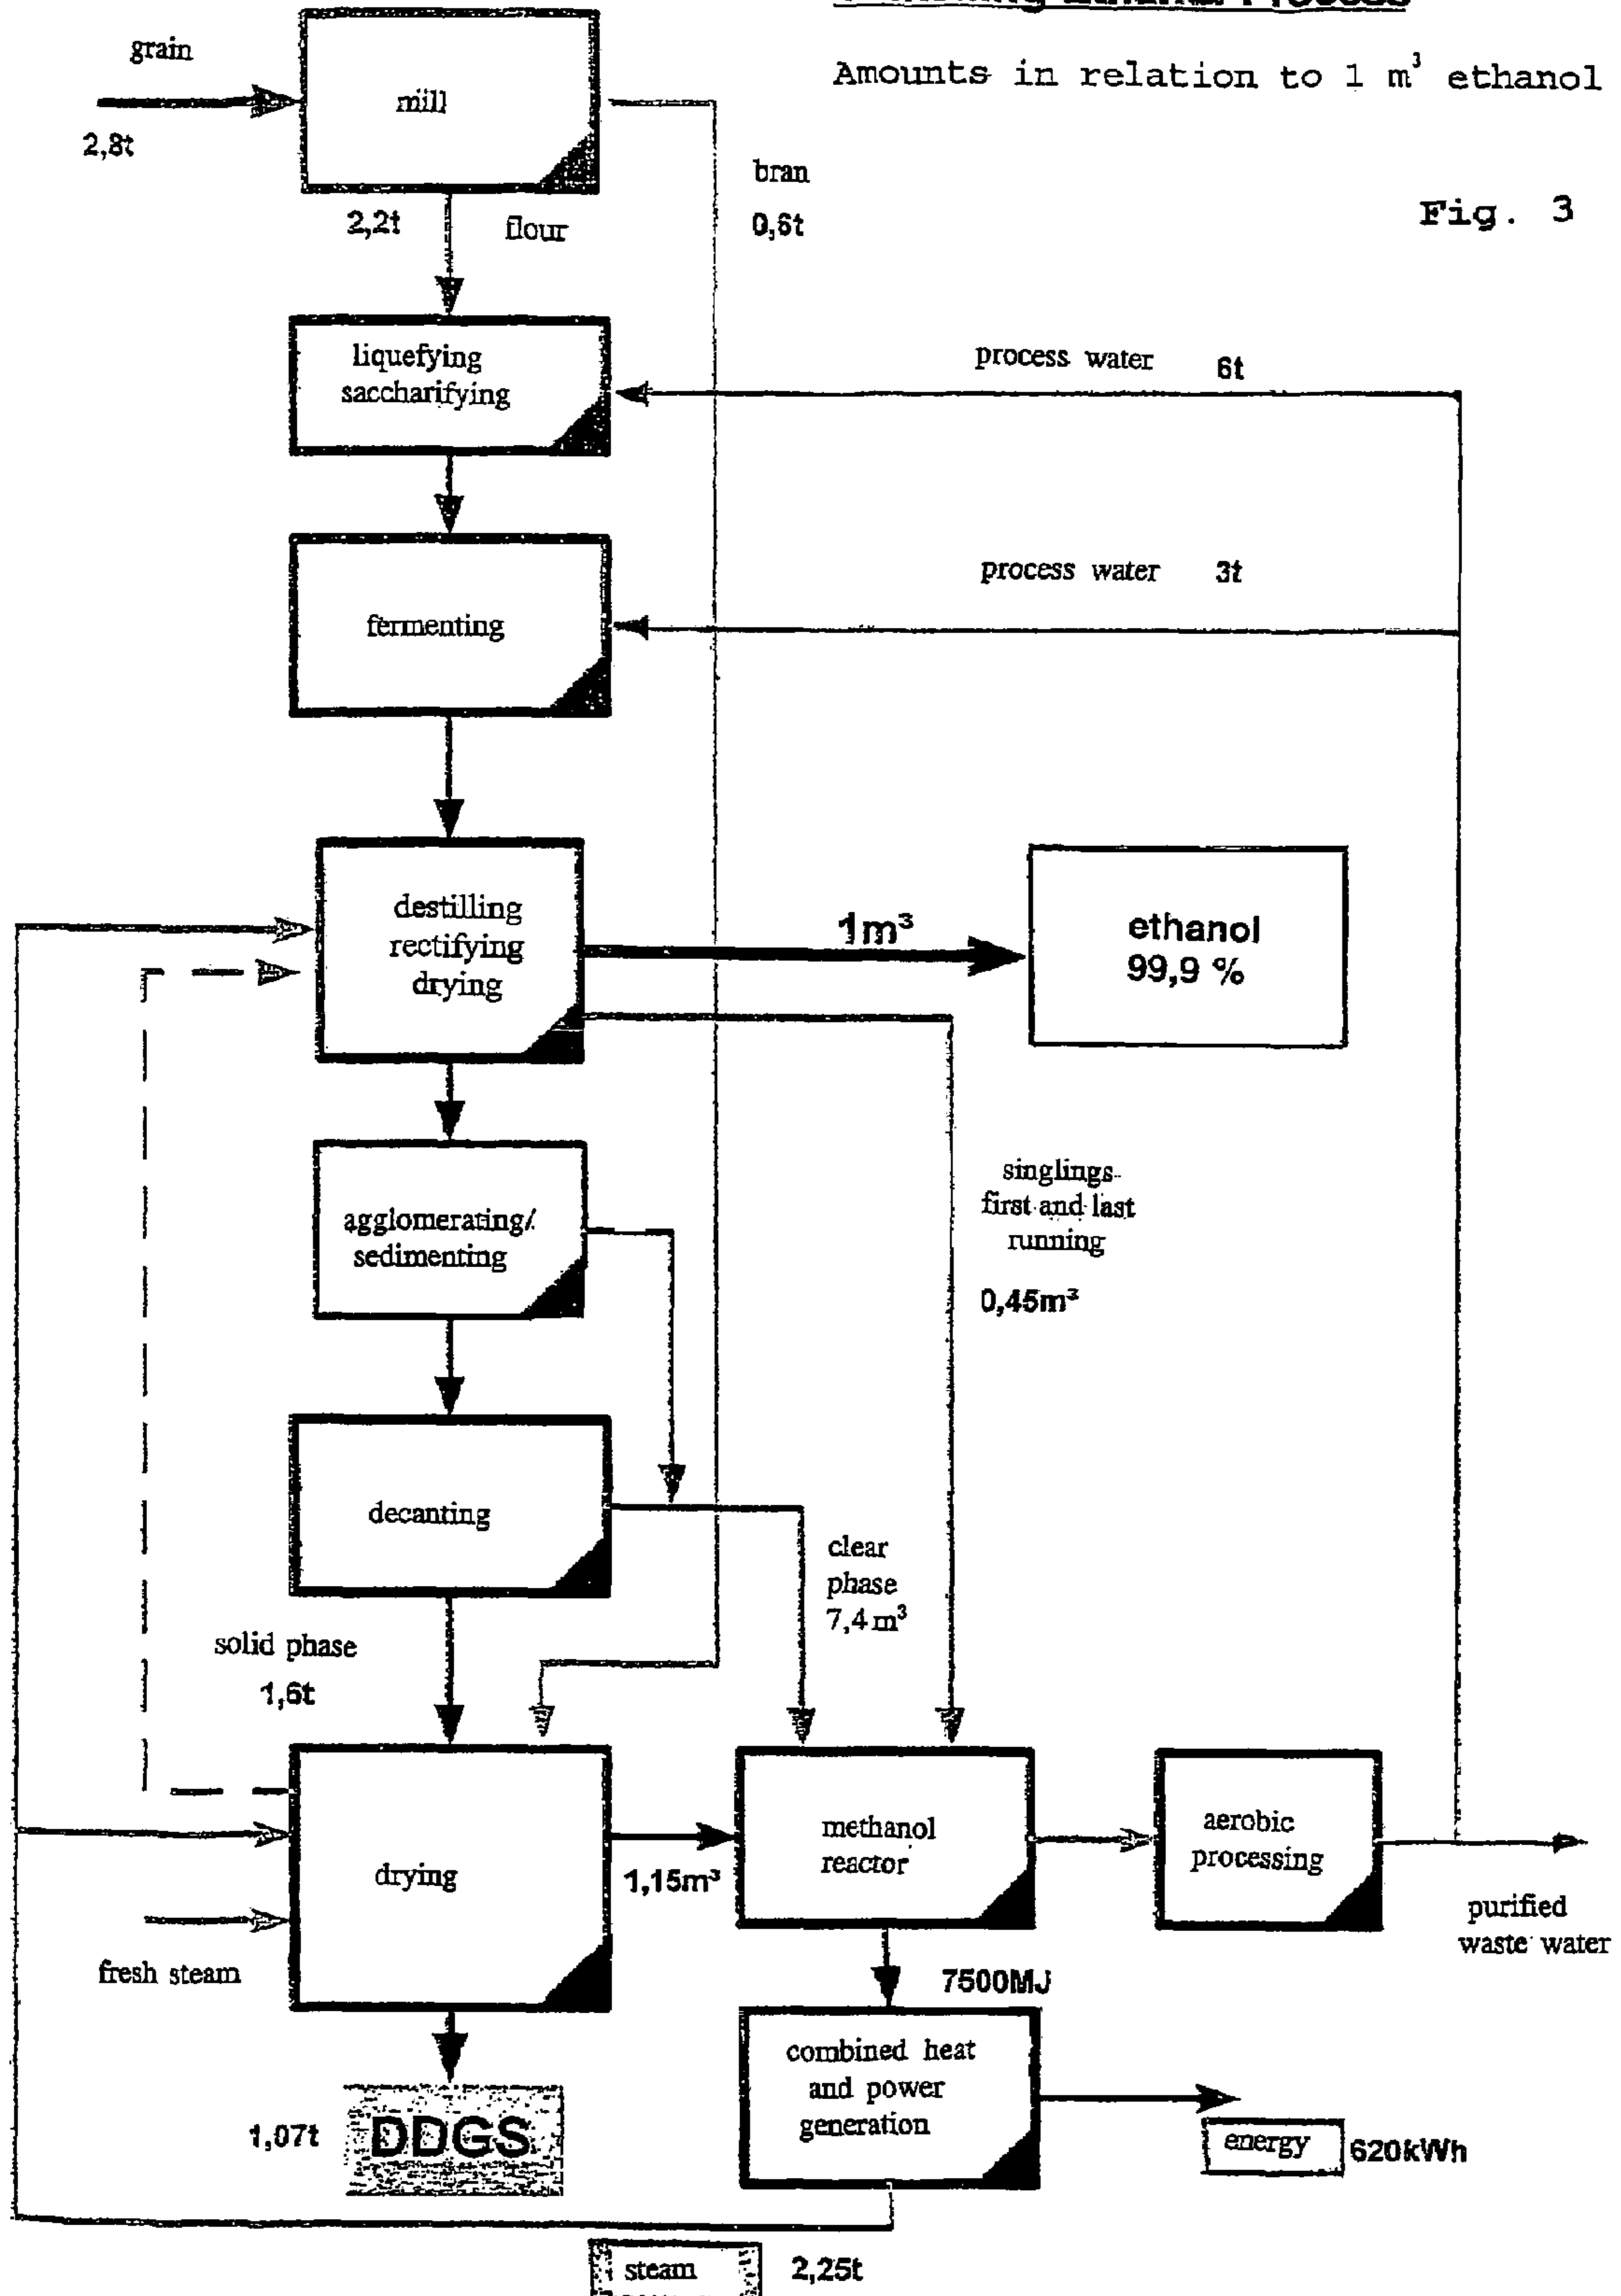 Ethanol Process
Amounts in relation to 1 m³ ethanol
Fig. 3
grain
2,8t
mill
bran
0,6t
2,2t
flour
liquefying
saccharifying
process water 6t
fermenting
process water 3t
destilling
rectifying
drying
1m³
ethanol
99,9 %
agglomerating/
sedimenting
singlings
first and last
running
0,45m³
decanting
clear
phase
7,4 m³
solid phase
1,6t
drying
1,15m³
methanol
reactor
aerobic
processing
purified
waste water
fresh steam
7500MJ
combined heat
and power
generation
1,07t
DDGS
energy
620kWh
steam
2,25t